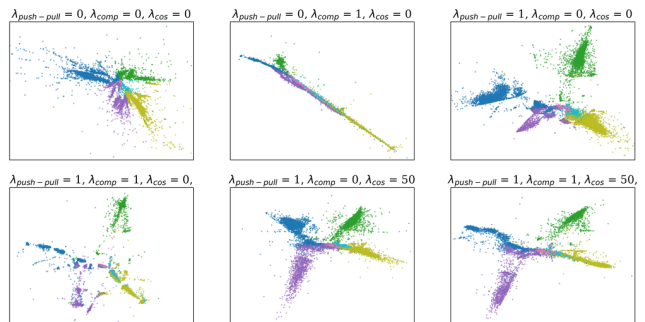 λpush−pull = 0, λcomp = 0, λcos = 0
λpush−pull = 0, λcomp = 1, λcos = 0
λpush−pull = 1, λcomp = 0, λcos = 0
λpush−pull = 1, λcomp = 1, λcos = 0,
λpush−pull = 1, λcomp = 0, λcos = 50
λpush−pull = 1, λcomp = 1, λcos = 50,